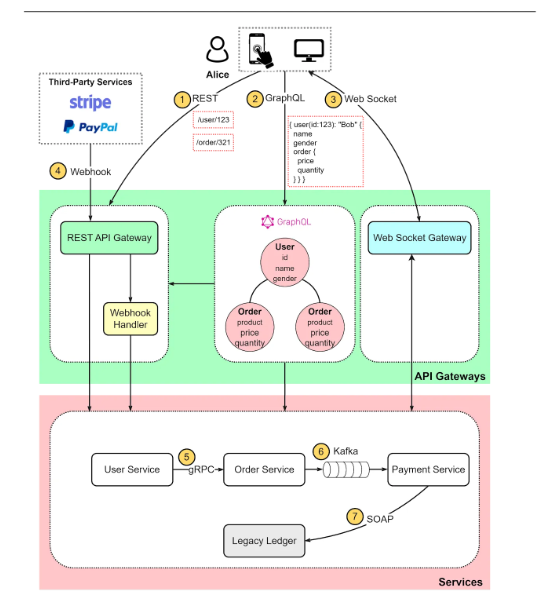 Alice
Third-Party Services
stripe
PayPal
1 REST
/user/123
/order/321
2 GraphQL
{ user(id:123): "Bob" {
name
gender
order {
price
quantity
} } }
3 Web Socket
4 Webhook
REST API Gateway
Webhook
Handler
GraphQL
User
id
name
gender
Order
product
price
quantity
Order
product
price
quantity
Web Socket Gateway
API Gateways
User Service
5
gRPC
Order Service
6 Kafka
Payment Service
7 SOAP
Legacy Ledger
Services